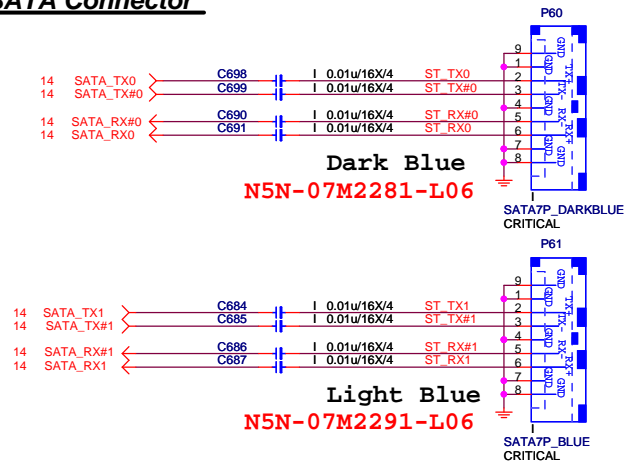 SATA Connector
P60
9 GND
1 GND
14 SATA_TX0 C698 I 0.01u/16X/4 ST_TX0 2 TX+
14 SATA_TX#0 C699 I 0.01u/16X/4 ST_TX#0 3 TX-
4 GND
14 SATA_RX#0 C690 I 0.01u/16X/4 ST_RX#0 5 RX-
14 SATA_RX0 C691 I 0.01u/16X/4 ST_RX0 6 RX+
7 GND
8 GND
Dark Blue
N5N-07M2281-L06
I
SATA7P_DARKBLUE
CRITICAL
P61
9 GND
1 GND
14 SATA_TX1 C684 I 0.01u/16X/4 ST_TX1 2 TX+
14 SATA_TX#1 C685 I 0.01u/16X/4 ST_TX#1 3 TX-
4 GND
14 SATA_RX#1 C686 I 0.01u/16X/4 ST_RX#1 5 RX-
14 SATA_RX1 C687 I 0.01u/16X/4 ST_RX1 6 RX+
7 GND
8 GND
Light Blue
N5N-07M2291-L06
I
SATA7P_BLUE
CRITICAL